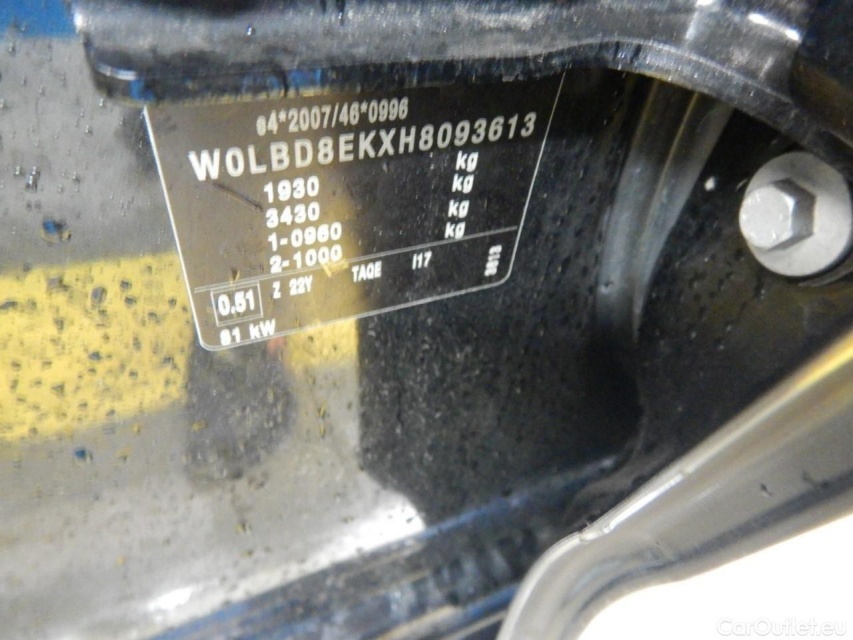 e4*2007/46*0996
W0LBD8EKXH8093613
1930 kg
3430 kg
1-0960 kg
2-1000 kg
0.51 Z 22Y TAQE I17
81 kW
CarOutlet.eu